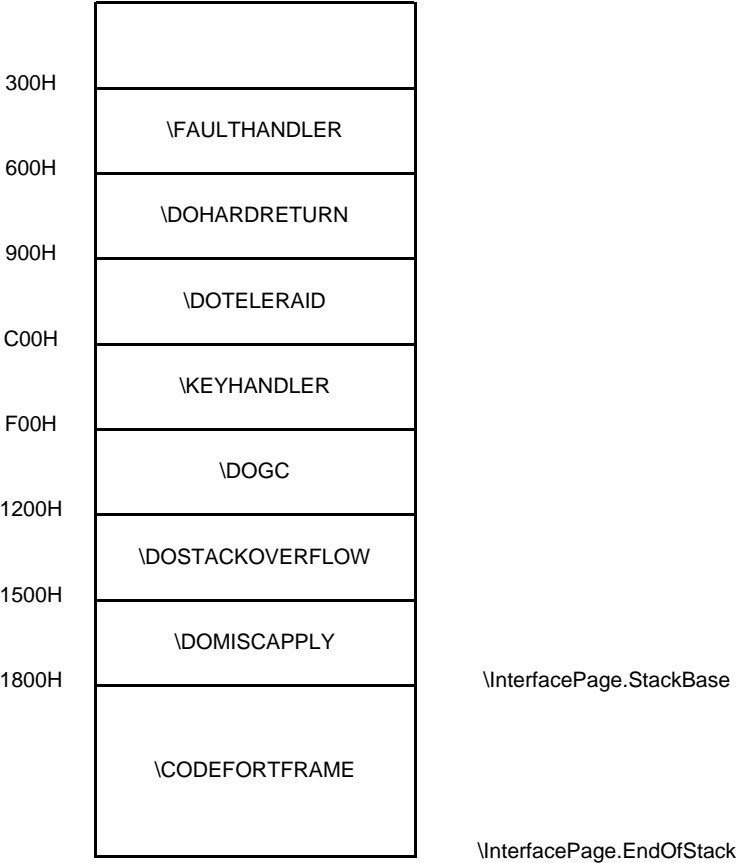 300H
\FAULTHANDLER
600H
\DOHARDRETURN
900H
\DOTELERAID
C00H
\KEYHANDLER
F00H
\DOGC
1200H
\DOSTACKOVERFLOW
1500H
\DOMISCAPPLY
1800H \InterfacePage.StackBase
\CODEFORTFRAME
\InterfacePage.EndOfStack